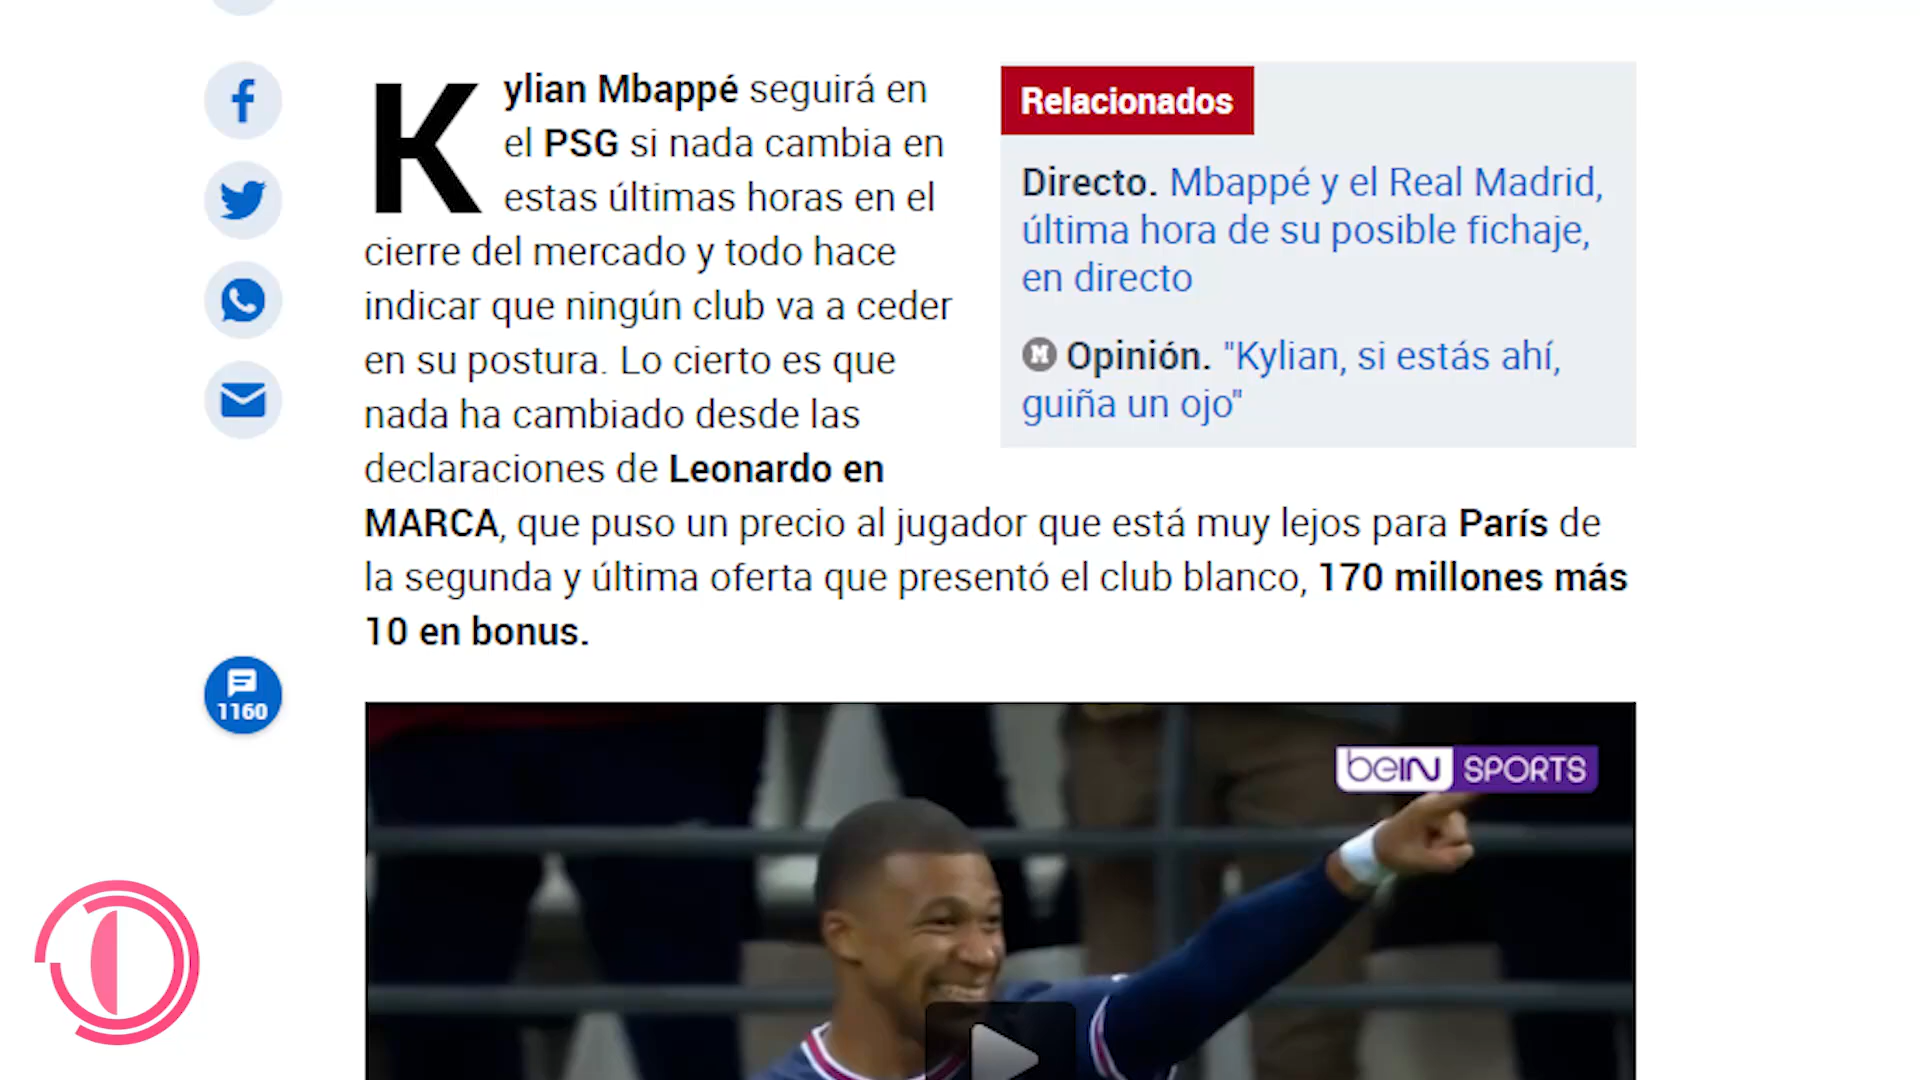 Kylian Mbappé seguirá en
el PSG si nada cambia en
estas últimas horas en el
cierre del mercado y todo hace
indicar que ningún club va a ceder
en su postura. Lo cierto es que
nada ha cambiado desde las
declaraciones de Leonardo en
MARCA, que puso un precio al jugador que está muy lejos para París de
la segunda y última oferta que presentó el club blanco, 170 millones más
10 en bonus.
Relacionados
Directo. Mbappé y el Real Madrid,
última hora de su posible fichaje,
en directo
M Opinión. "Kylian, si estás ahí,
guiña un ojo"
1160
beIN SPORTS